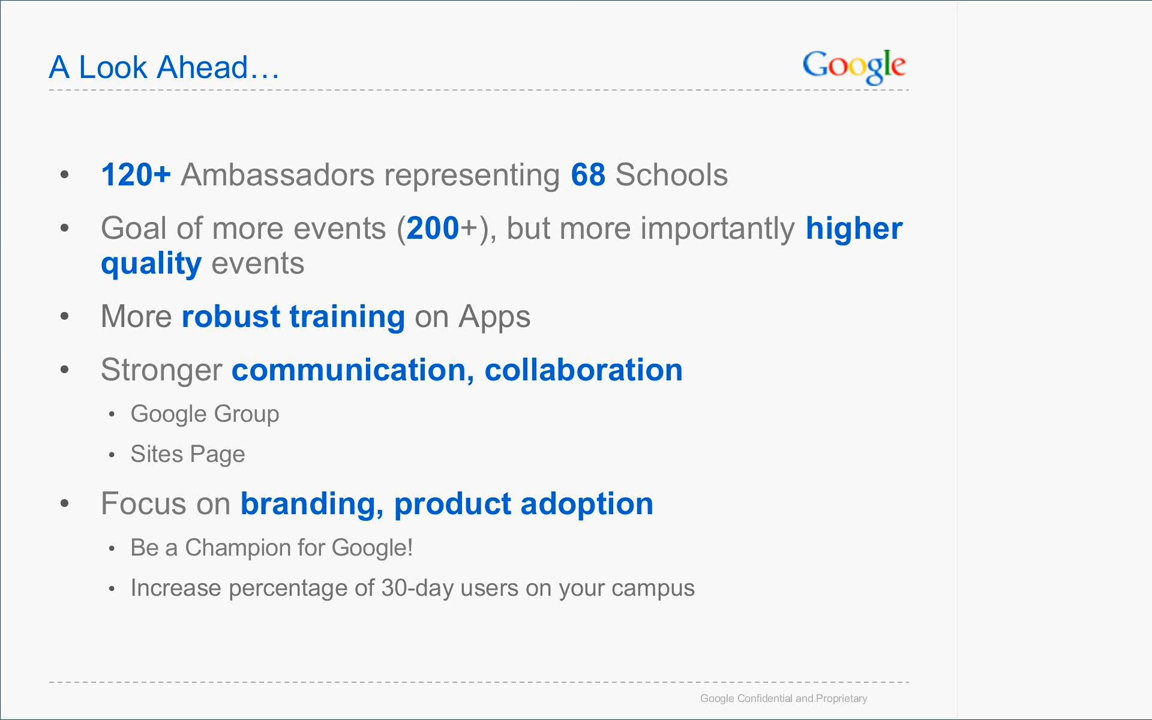 A Look Ahead…
Google
• 120+ Ambassadors representing 68 Schools
• Goal of more events (200+), but more importantly higher
quality events
• More robust training on Apps
• Stronger communication, collaboration
• Google Group
• Sites Page
• Focus on branding, product adoption
• Be a Champion for Google!
• Increase percentage of 30-day users on your campus
Google Confidential and Proprietary